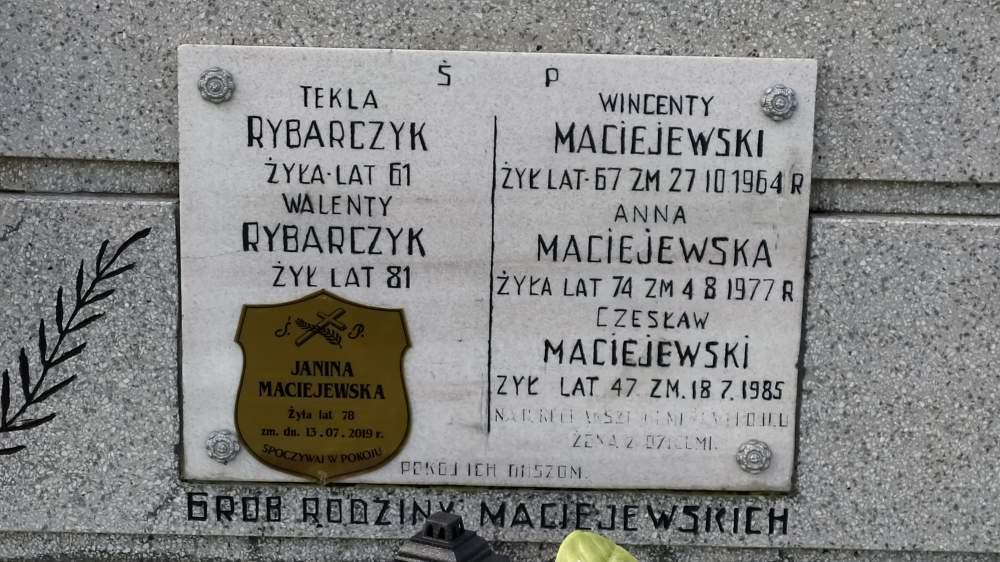 Ś P
TEKLA
RYBARCZYK
ŻYŁA·LAT 61
WALENTY
RYBARCZYK
ŻYŁ LAT 81
Ś. P.
JANINA
MACIEJEWSKA
Żyła lat 78
zm. dn. 13.07.2019 r.
SPOCZYWAJ W POKOJU
WINCENTY
MACIEJEWSKI
ŻYŁ LAT·67 ZM 27 10 1964 R
ANNA
MACIEJEWSKA
ŻYŁA LAT 74 ZM 4 8 1977 R
CZESŁAW
MACIEJEWSKI
ZYŁ LAT 47 ZM. 18 7. 1985
ŻONA Z DZIEĆMI.
POKÓJ ICH DUSZOM.
GRÓB RODZINY MACIEJEWSKICH